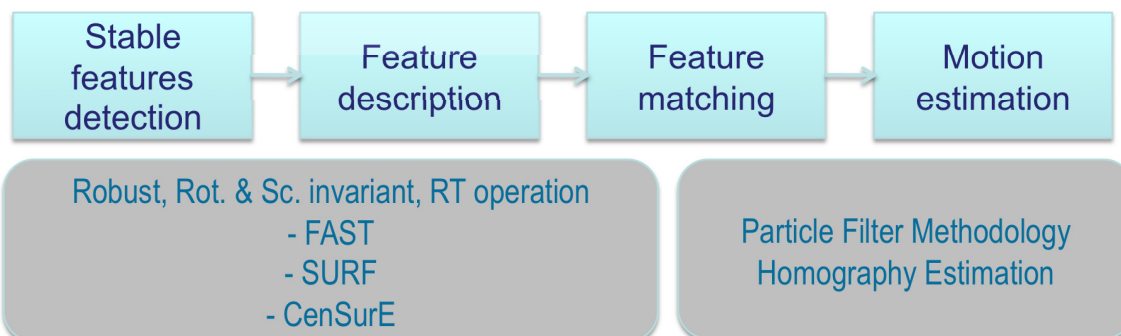 Stable
features
detection
Feature
description
Feature
matching
Motion
estimation
Robust, Rot. & Sc. invariant, RT operation
- FAST
- SURF
- CenSurE
Particle Filter Methodology
Homography Estimation